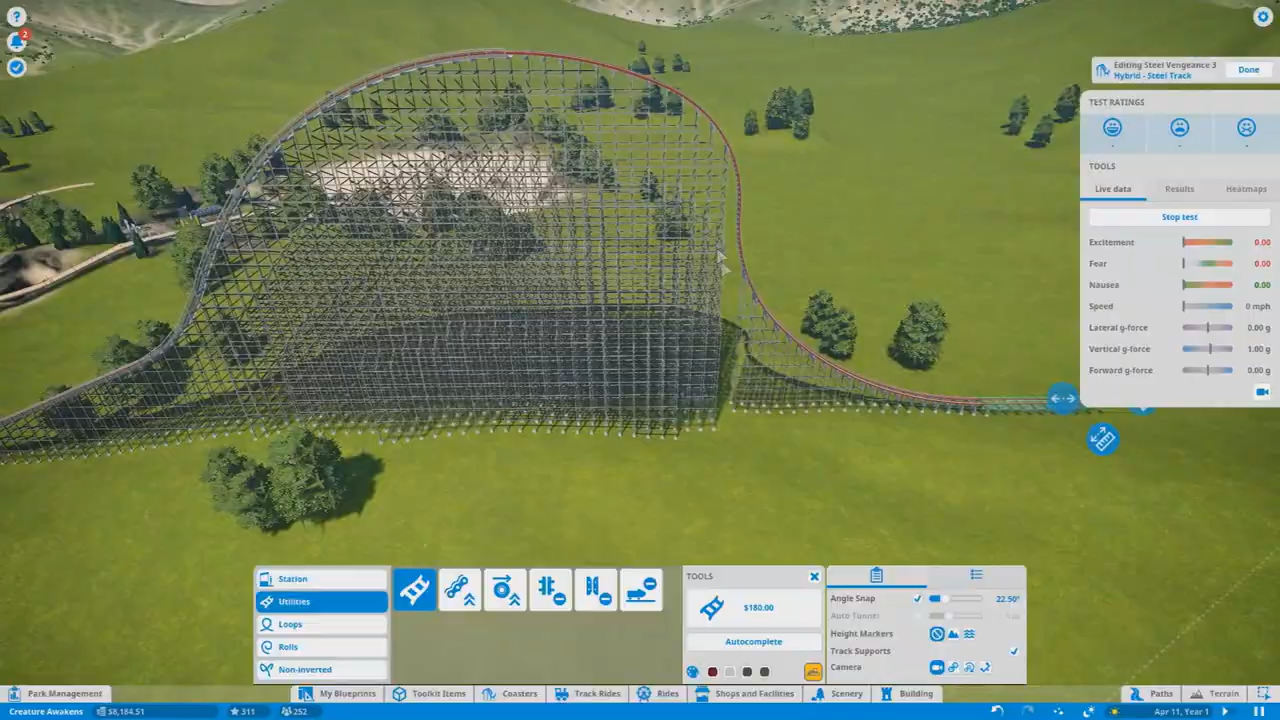 ?
2
Editing Steel Vengeance 3
Hybrid - Steel Track
Done
TEST RATINGS
- - -
TOOLS
Live data Results Heatmaps
Stop test
Excitement 0.00
Fear 0.00
Nausea 0.00
Speed 0 mph
Lateral g-force 0.00 g
Vertical g-force 1.00 g
Forward g-force 0.00 g
Station
Utilities
Loops
Rolls
Non-inverted
TOOLS
$180.00
Autocomplete
Angle Snap 22.50°
Auto Tunnel
Height Markers
Track Supports
Camera
Park Management My Blueprints Toolkit Items Coasters Track Rides Rides Shops and Facilities Scenery Building Paths Terrain
Creature Awakens $8,184.51 311 252 Apr 11, Year 1